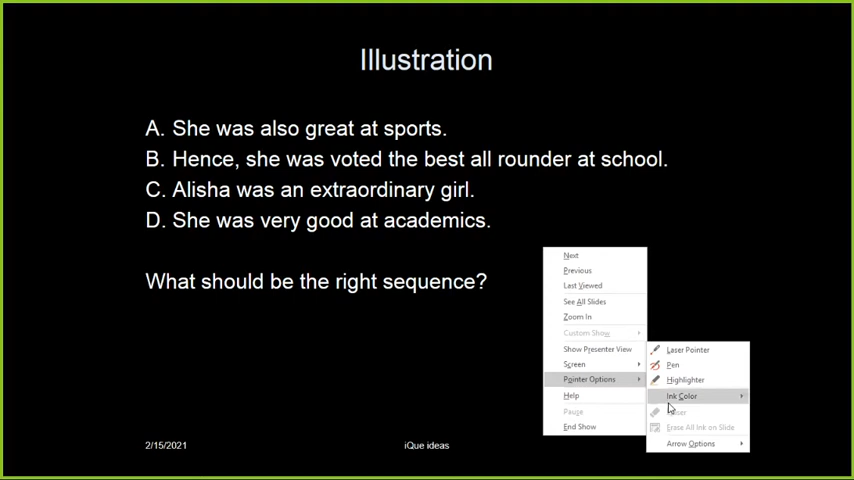 Illustration
A. She was also great at sports.
B. Hence, she was voted the best all rounder at school.
C. Alisha was an extraordinary girl.
D. She was very good at academics.
What should be the right sequence?
Next
Previous
Last Viewed
See All Slides
Zoom In
Custom Show
Show Presenter View
Screen
Pointer Options
Help
Pause
End Show
Laser Pointer
Pen
Highlighter
Ink Color
Erase All Ink on Slide
Arrow Options
2/15/2021
iQue ideas